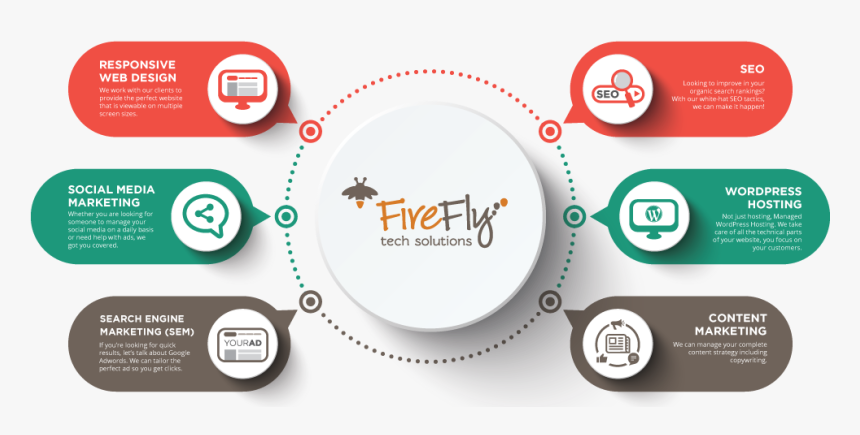 RESPONSIVE
WEB DESIGN
We work with our clients to
provide the perfect website
that is viewable on multiple
screen sizes.
SEO
Looking to improve in your
organic search rankings?
With our white hat SEO tactics,
we can make it happen!
SEO
SOCIAL MEDIA
MARKETING
Whether you are looking for
someone to manage your
social media on a daily basis
or need help with ads, we
got you covered.
FireFly
tech solutions
WORDPRESS
HOSTING
Not just hosting, Managed
WordPress Hosting. We take
care of all the technical parts
of your website, you focus on
your customers.
W
SEARCH ENGINE
MARKETING (SEM)
If you're looking for quick
results, let's talk about Google
Adwords. We can tailor the
perfect ad so you get clicks.
YOURAD
CONTENT
MARKETING
We can manage your complete
content strategy including
copywriting.